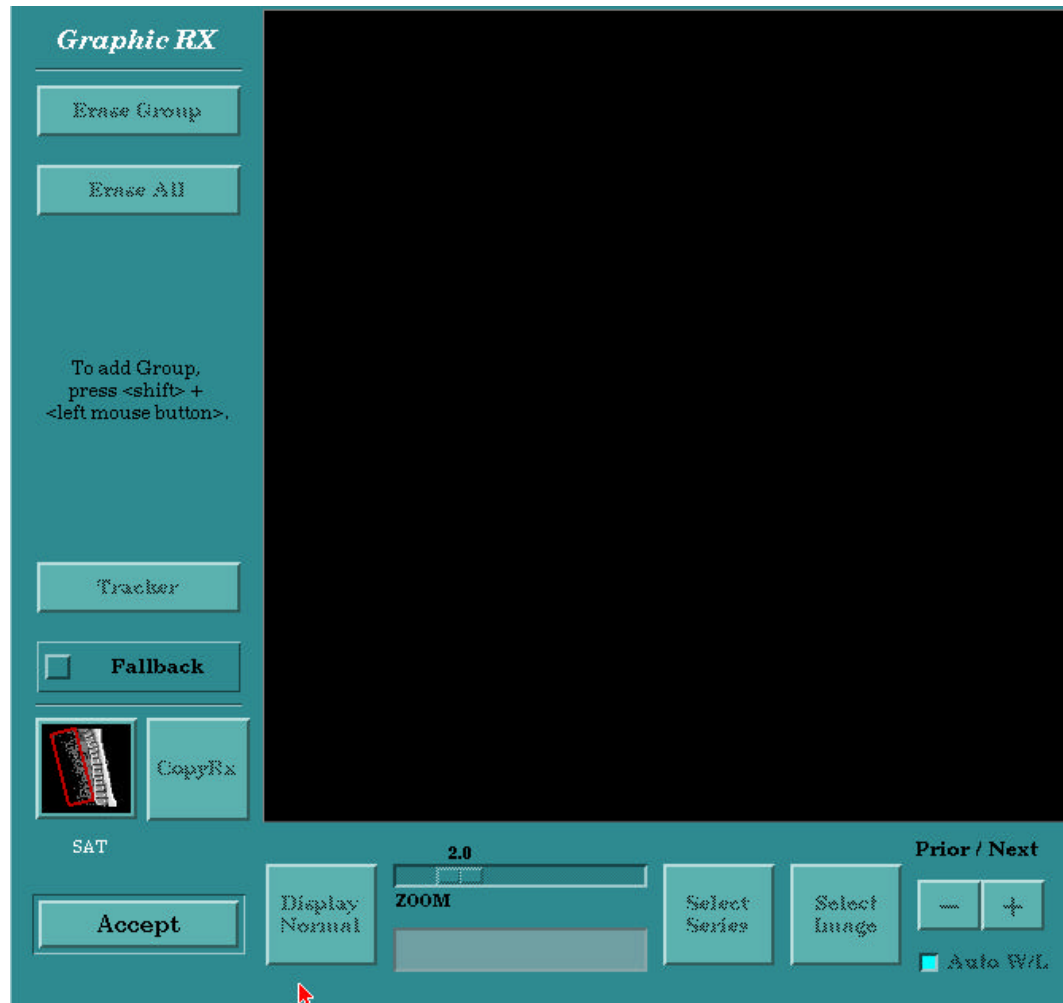 Graphic RX
Erase Group
Erase All
To add Group,
press <shift> +
<left mouse button>.
Tracker
Fallback
CopyRx
SAT
Accept
Display
Normal
2.0
ZOOM
Select
Series
Select
Image
Prior / Next
- +
Auto W/L